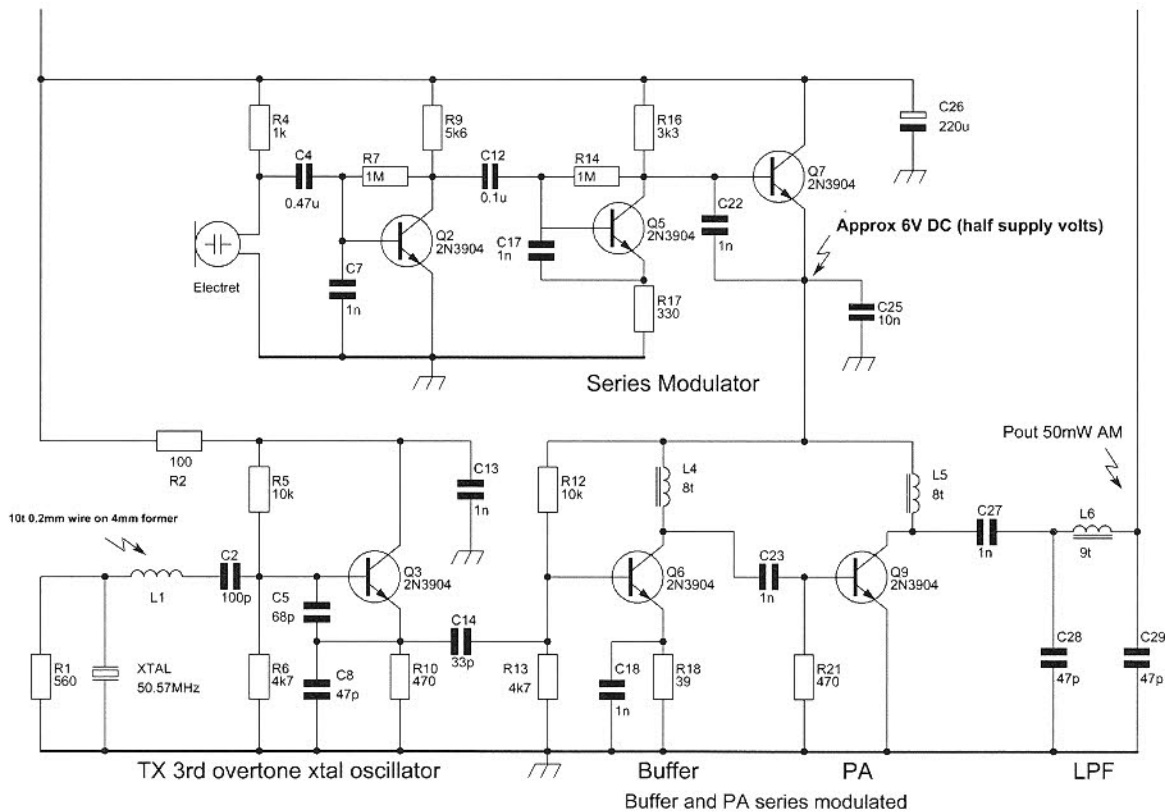 R4
1k
R9
5k6
R16
3k3
C26
220u
C4
0.47u
R7
1M
C12
0.1u
R14
1M
Q7
2N3904
Q2
2N3904
Q5
2N3904
C22
1n
Approx 6V DC (half supply volts)
C17
1n
C7
1n
Electret
R17
330
C25
10n
Series Modulator
100
R2
R5
10k
C13
1n
R12
10k
L4
8t
L5
8t
Pout 50mW AM
10t 0.2mm wire on 4mm former
L1
C2
100p
Q3
2N3904
C5
68p
C14
33p
Q6
2N3904
C23
1n
Q9
2N3904
C27
1n
L6
9t
R1
560
XTAL
50.57MHz
R6
4k7
C8
47p
R10
470
R13
4k7
C18
1n
R18
39
R21
470
C28
47p
C29
47p
TX 3rd overtone xtal oscillator
Buffer
PA
LPF
Buffer and PA series modulated